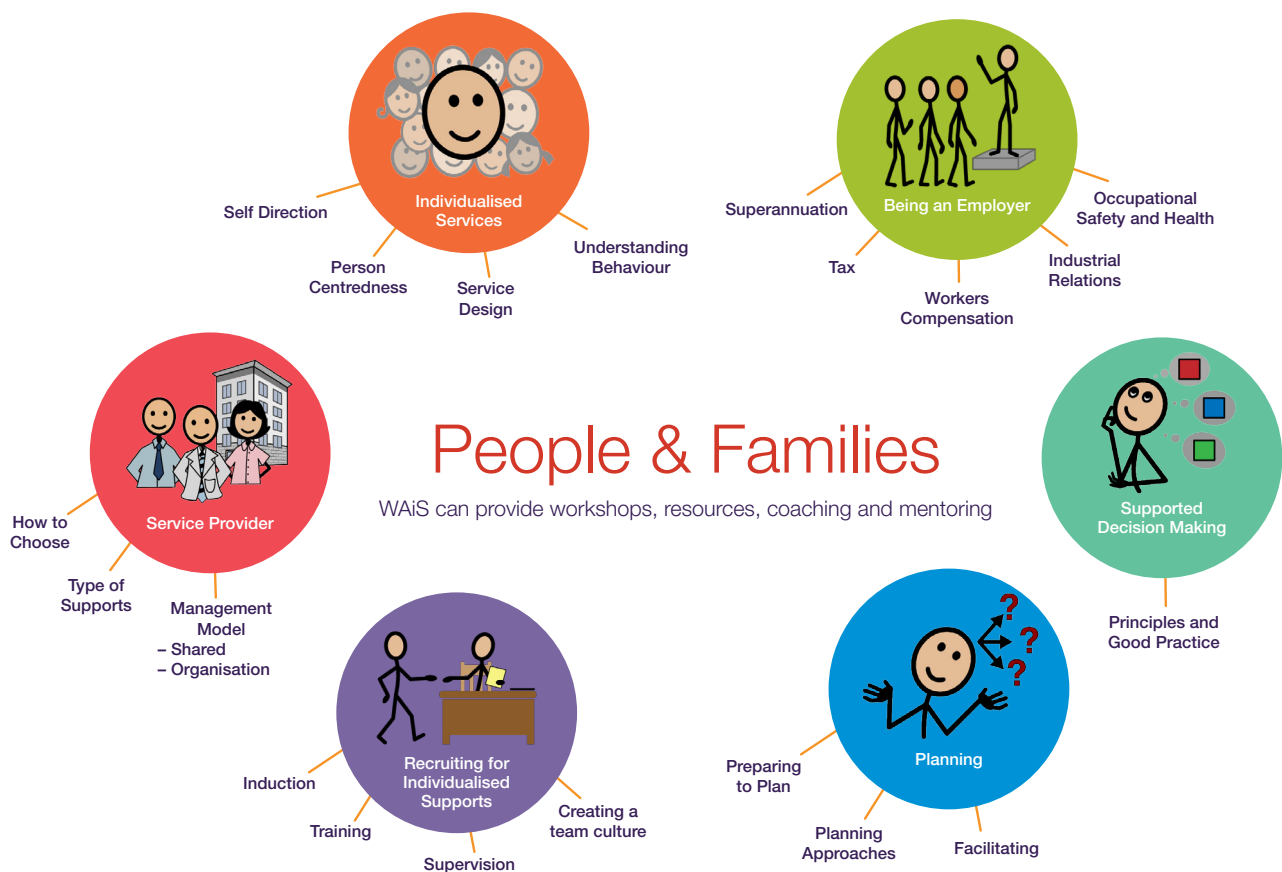 Individualised
Services
Self Direction
Person
Centredness
Service
Design
Understanding
Behaviour
Being an Employer
Superannuation
Tax
Workers
Compensation
Industrial
Relations
Occupational
Safety and Health
People & Families
WAiS can provide workshops, resources, coaching and mentoring
Service Provider
How to
Choose
Type of
Supports
Management
Model
– Shared
– Organisation
Supported
Decision Making
Principles and
Good Practice
Recruiting for
Individualised
Supports
Induction
Training
Supervision
Creating a
team culture
?
?
?
Planning
Preparing
to Plan
Planning
Approaches
Facilitating